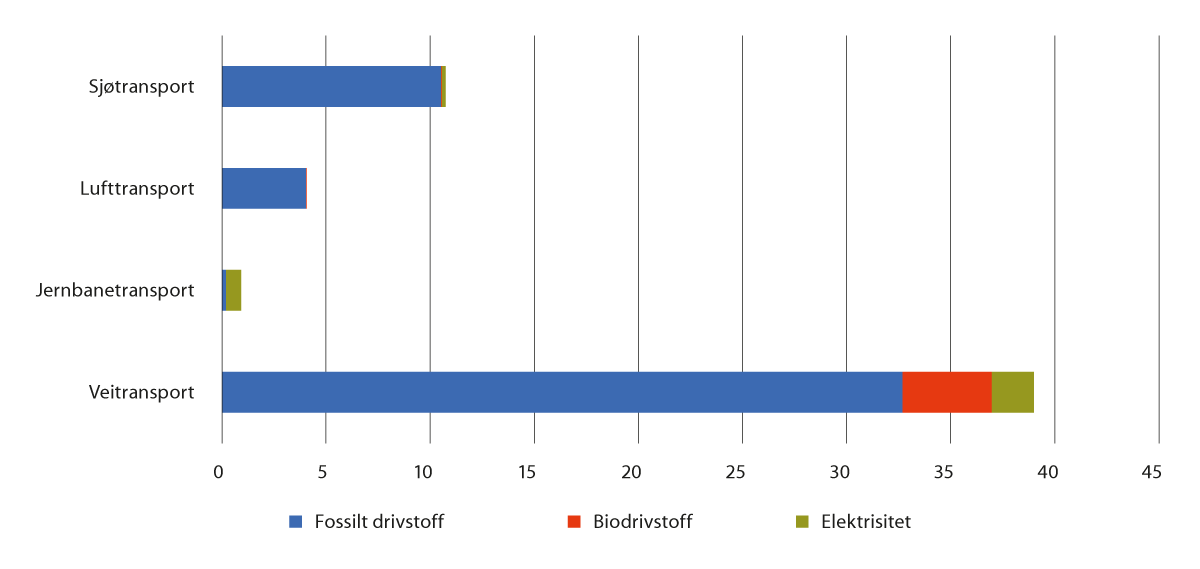 Sjøtransport
Lufttransport
Jernbanetransport
Veitransport
0 5 10 15 20 25 30 35 40 45
Fossilt drivstoff Biodrivstoff Elektrisitet